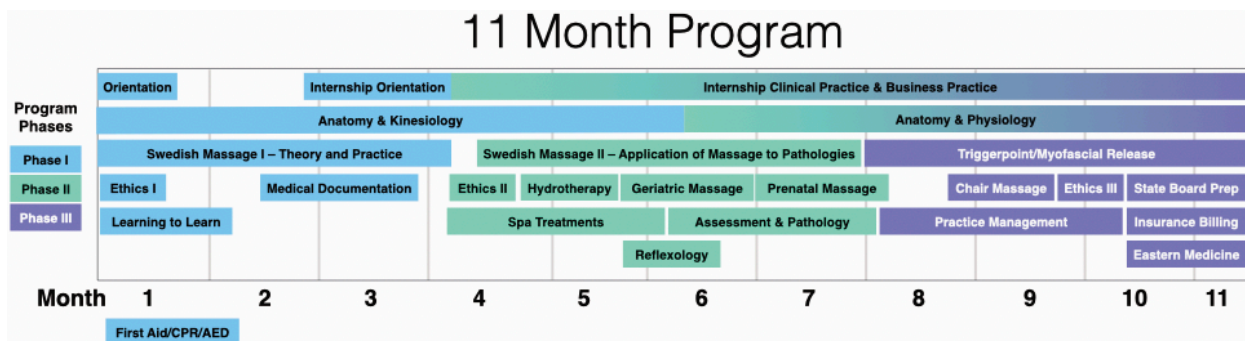 11 Month Program
Program
Phases
Phase I
Phase II
Phase III
Orientation
Internship Orientation
Internship Clinical Practice & Business Practice
Anatomy & Kinesiology
Anatomy & Physiology
Swedish Massage I – Theory and Practice
Swedish Massage II – Application of Massage to Pathologies
Triggerpoint/Myofascial Release
Ethics I
Medical Documentation
Ethics II
Hydrotherapy
Geriatric Massage
Prenatal Massage
Chair Massage
Ethics III
State Board Prep
Learning to Learn
Spa Treatments
Assessment & Pathology
Practice Management
Insurance Billing
Reflexology
Eastern Medicine
Month 1 2 3 4 5 6 7 8 9 10 11
First Aid/CPR/AED